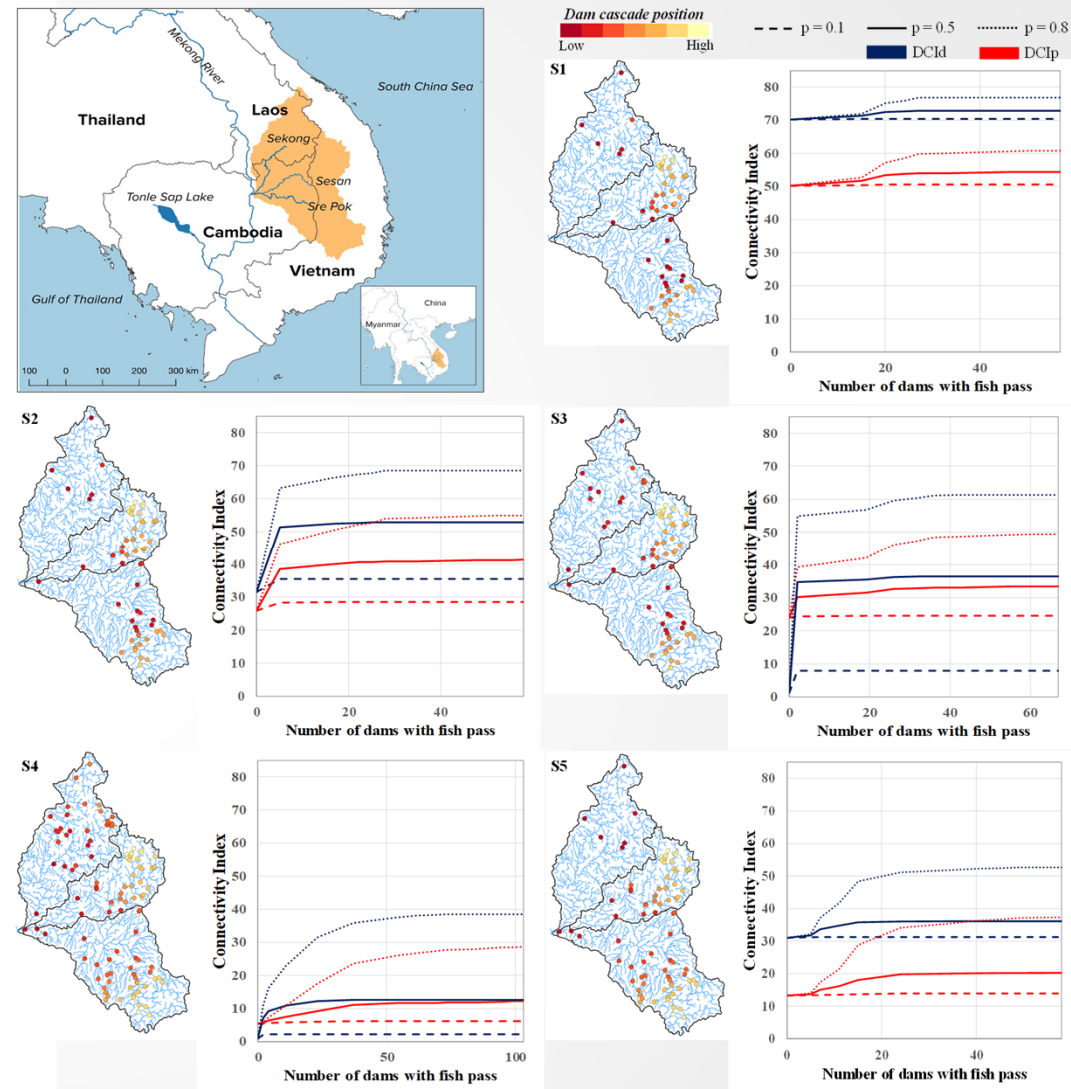 Mekong River
Laos
South China Sea
Thailand
Sekong
Sesan
Tonle Sap Lake
Sre Pok
Cambodia
Vietnam
Gulf of Thailand
China
Myanmar
100 0 100 300 km
Dam cascade position
Low High
p = 0.1 p = 0.5 p = 0.8
DCId DCIp
S1
Connectivity Index
80
70
60
50
40
30
20
10
0
0 20 40
Number of dams with fish pass
S2
Connectivity Index
80
70
60
50
40
30
20
10
0
0 20 40
Number of dams with fish pass
S3
Connectivity Index
80
70
60
50
40
30
20
10
0
0 20 40 60
Number of dams with fish pass
S4
Connectivity Index
80
70
60
50
40
30
20
10
0
0 50 100
Number of dams with fish pass
S5
Connectivity Index
80
70
60
50
40
30
20
10
0
0 20 40
Number of dams with fish pass